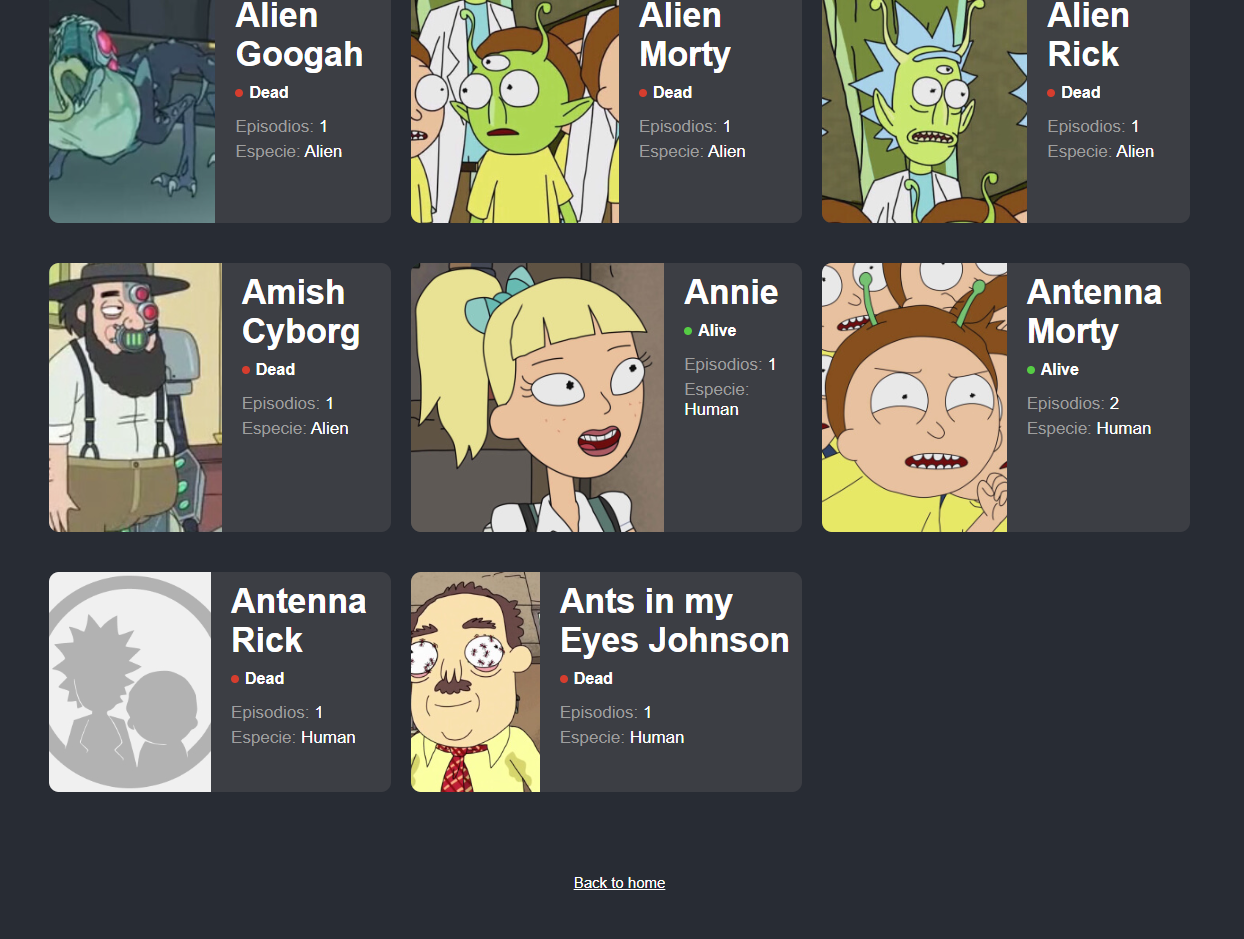 Alien
Googah
Dead
Episodios: 1
Especie: Alien
Alien
Morty
Dead
Episodios: 1
Especie: Alien
Alien
Rick
Dead
Episodios: 1
Especie: Alien
Amish
Cyborg
Dead
Episodios: 1
Especie: Alien
Annie
Alive
Episodios: 1
Especie:
Human
Antenna
Morty
Alive
Episodios: 2
Especie: Human
Antenna
Rick
Dead
Episodios: 1
Especie: Human
Ants in my
Eyes Johnson
Dead
Episodios: 1
Especie: Human
Back to home